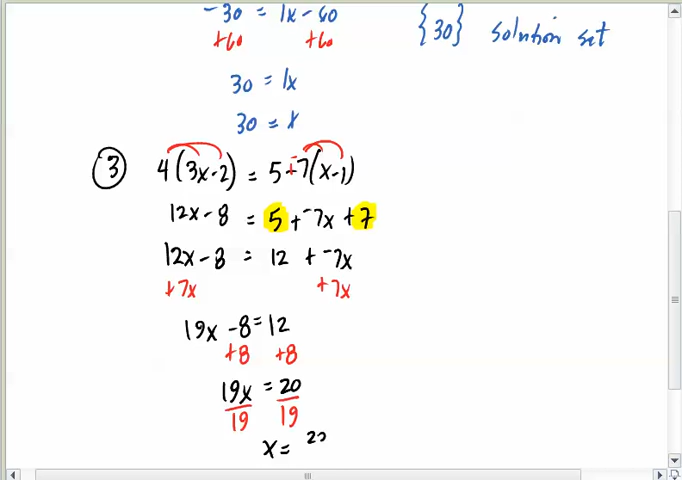 -30 = 1x - 60
+60 +60
{30} solution set
30 = 1x
30 = x
3 4(3x-2) = 5+-7(x-1)
12x-8 = 5+-7x+7
12x-8 = 12 +-7x
+7x +7x
19x -8=12
+8 +8
19x = 20
19 19
x =